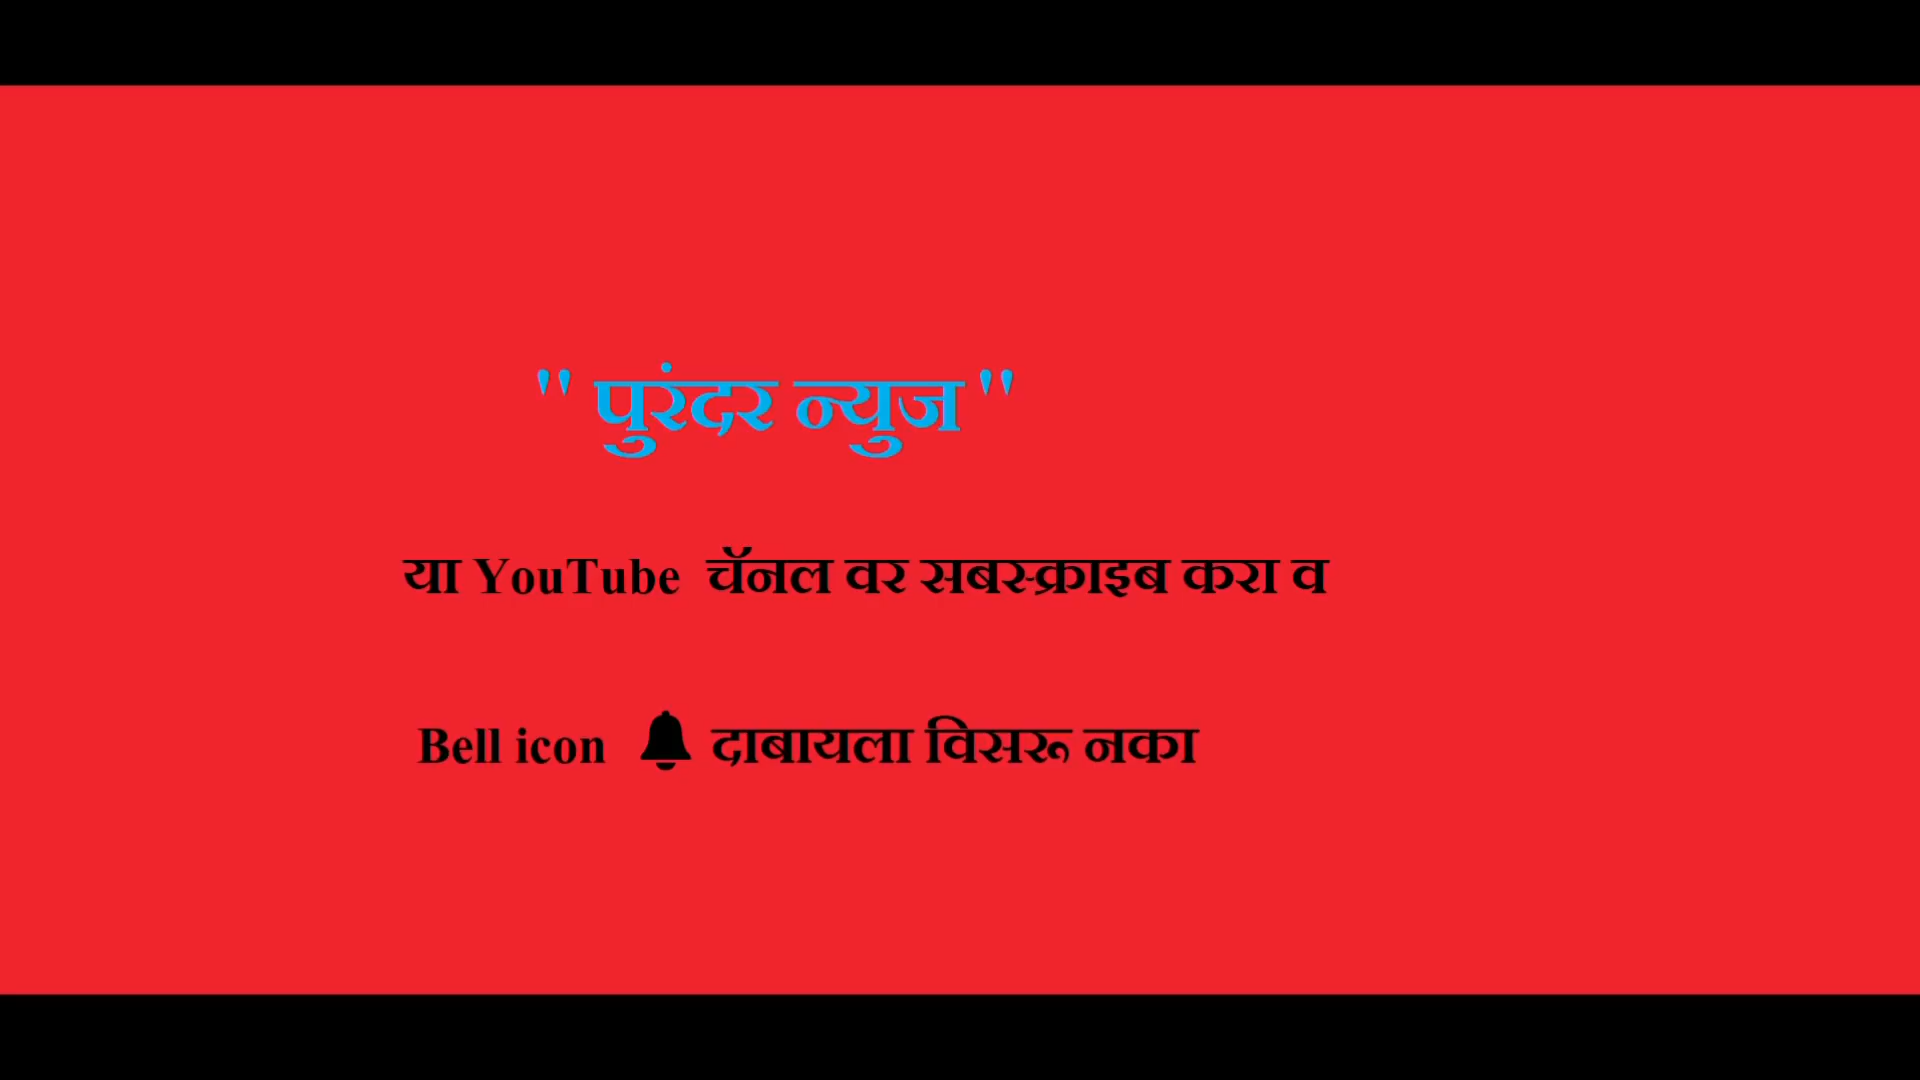 " पुरंदर न्युज "
या YouTube चॅनल वर सबस्क्राइब करा व
Bell icon 🔔 दाबायला विसरू नका